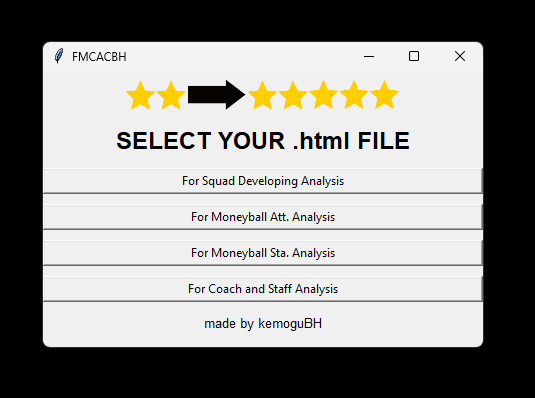 FMCACBH
SELECT YOUR .html FILE
For Squad Developing Analysis
For Moneyball Att. Analysis
For Moneyball Sta. Analysis
For Coach and Staff Analysis
made by kemoguBH